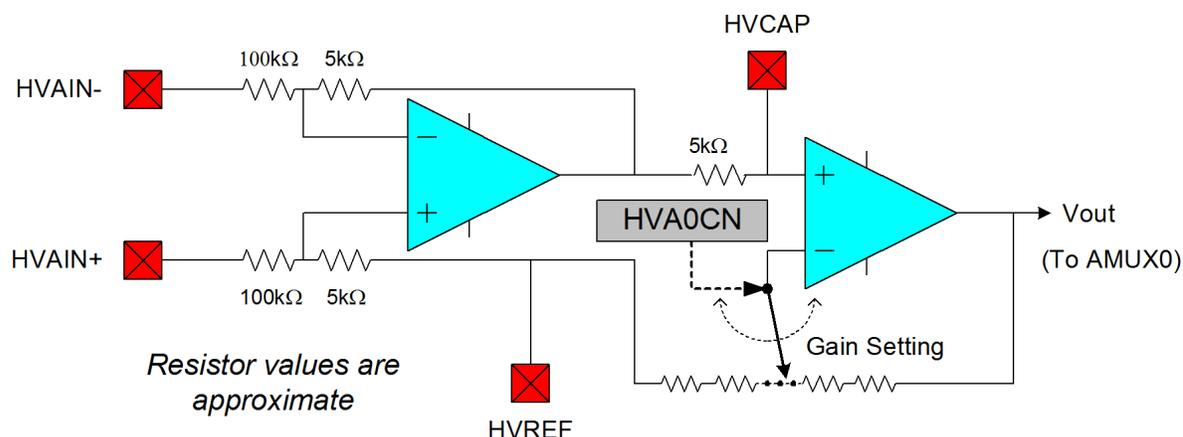 HVCAP
100kΩ 5kΩ
HVAIN-
5kΩ
HVA0CN
Vout
(To AMUX0)
HVAIN+
100kΩ 5kΩ
Gain Setting
Resistor values are
approximate
HVREF